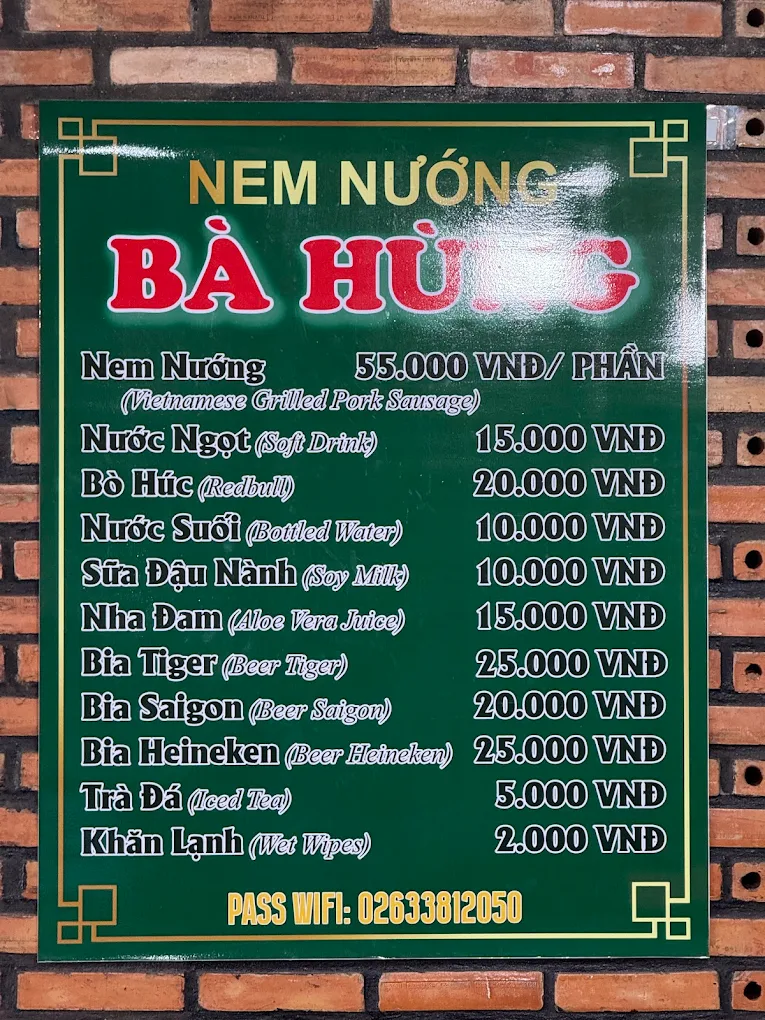 NEM NƯỚNG
BÀ HÙNG
Nem Nướng 55.000 VNĐ/ PHẦN
(Vietnamese Grilled Pork Sausage)
Nước Ngọt (Soft Drink) 15.000 VNĐ
Bò Húc (Redbull) 20.000 VNĐ
Nước Suối (Bottled Water) 10.000 VNĐ
Sữa Đậu Nành (Soy Milk) 10.000 VNĐ
Nha Đam (Aloe Vera Juice) 15.000 VNĐ
Bia Tiger (Beer Tiger) 25.000 VNĐ
Bia Saigon (Beer Saigon) 20.000 VNĐ
Bia Heineken (Beer Heineken) 25.000 VNĐ
Trà Đá (Iced Tea) 5.000 VNĐ
Khăn Lạnh (Wet Wipes) 2.000 VNĐ
PASS WIFI: 02633812050